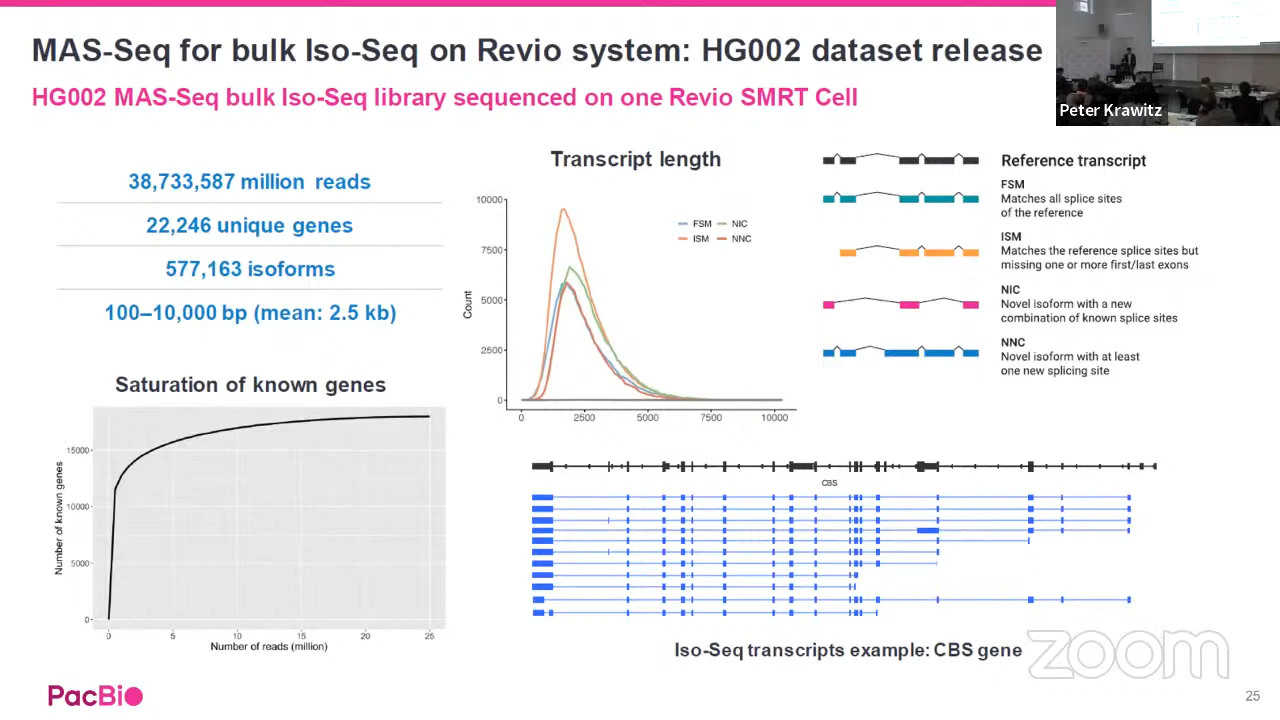 MAS-Seq for bulk Iso-Seq on Revio system: HG002 dataset release
HG002 MAS-Seq bulk Iso-Seq library sequenced on one Revio SMRT Cell
Peter Krawitz
38,733,587 million reads
22,246 unique genes
577,163 isoforms
100–10,000 bp (mean: 2.5 kb)
Saturation of known genes
Number of known genes
15000
10000
5000
0
0 5 10 15 20 25
Number of reads (million)
Transcript length
Count
10000
7500
5000
2500
0
0 2500 5000 7500 10000
FSM NIC
ISM NNC
Reference transcript
FSM
Matches all splice sites
of the reference
ISM
Matches the reference splice sites but
missing one or more first/last exons
NIC
Novel isoform with a new
combination of known splice sites
NNC
Novel isoform with at least
one new splicing site
CBS
Iso-Seq transcripts example: CBS gene
zoom
PacBio
25